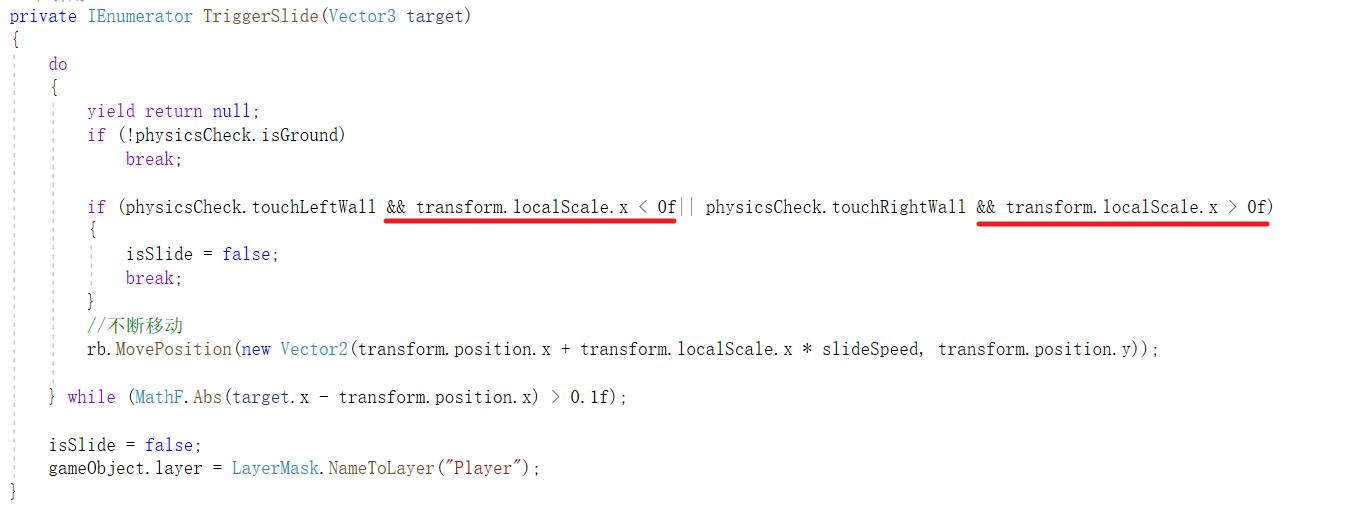 private IEnumerator TriggerSlide(Vector3 target)
{
do
{
yield return null;
if (!physicsCheck.isGround)
break;
if (physicsCheck.touchLeftWall && transform.localScale.x < 0f|| physicsCheck.touchRightWall && transform.localScale.x > 0f)
{
isSlide = false;
break;
}
//不断移动
rb.MovePosition(new Vector2(transform.position.x + transform.localScale.x * slideSpeed, transform.position.y));
} while (MathF.Abs(target.x - transform.position.x) > 0.1f);
isSlide = false;
gameObject.layer = LayerMask.NameToLayer("Player");
}